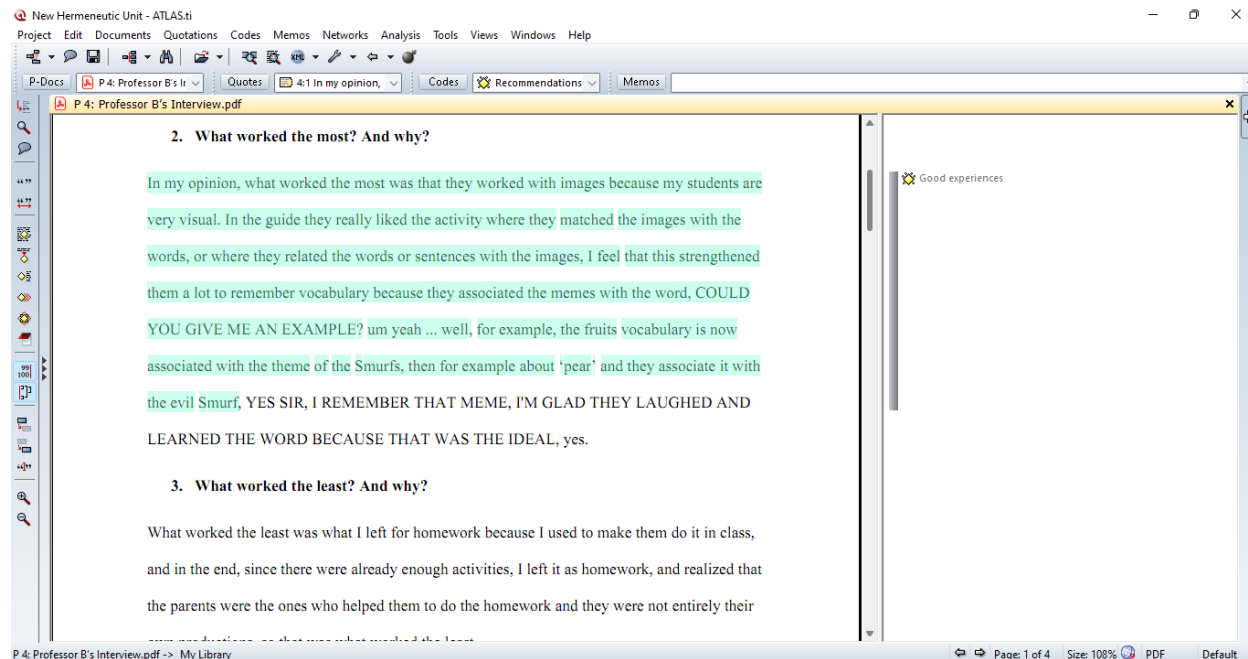 New Hermeneutic Unit - ATLAS.ti
Project Edit Documents Quotations Codes Memos Networks Analysis Tools Views Windows Help
P-Docs P 4: Professor B's Ir Quotes 4:1 In my opinion, Codes Recommendations Memos
P 4: Professor B's Interview.pdf
2. What worked the most? And why?
In my opinion, what worked the most was that they worked with images because my students are
Good experiences
very visual. In the guide they really liked the activity where they matched the images with the
words, or where they related the words or sentences with the images, I feel that this strengthened
them a lot to remember vocabulary because they associated the memes with the word, COULD
YOU GIVE ME AN EXAMPLE? um yeah ... well, for example, the fruits vocabulary is now
associated with the theme of the Smurfs, then for example about ‘pear’ and they associate it with
the evil Smurf, YES SIR, I REMEMBER THAT MEME, I'M GLAD THEY LAUGHED AND
LEARNED THE WORD BECAUSE THAT WAS THE IDEAL, yes.
3. What worked the least? And why?
What worked the least was what I left for homework because I used to make them do it in class,
and in the end, since there were already enough activities, I left it as homework, and realized that
the parents were the ones who helped them to do the homework and they were not entirely their
own productions, so that was what worked the least
P 4: Professor B's Interview.pdf -> My Library Page: 1 of 4 Size: 108% PDF Default